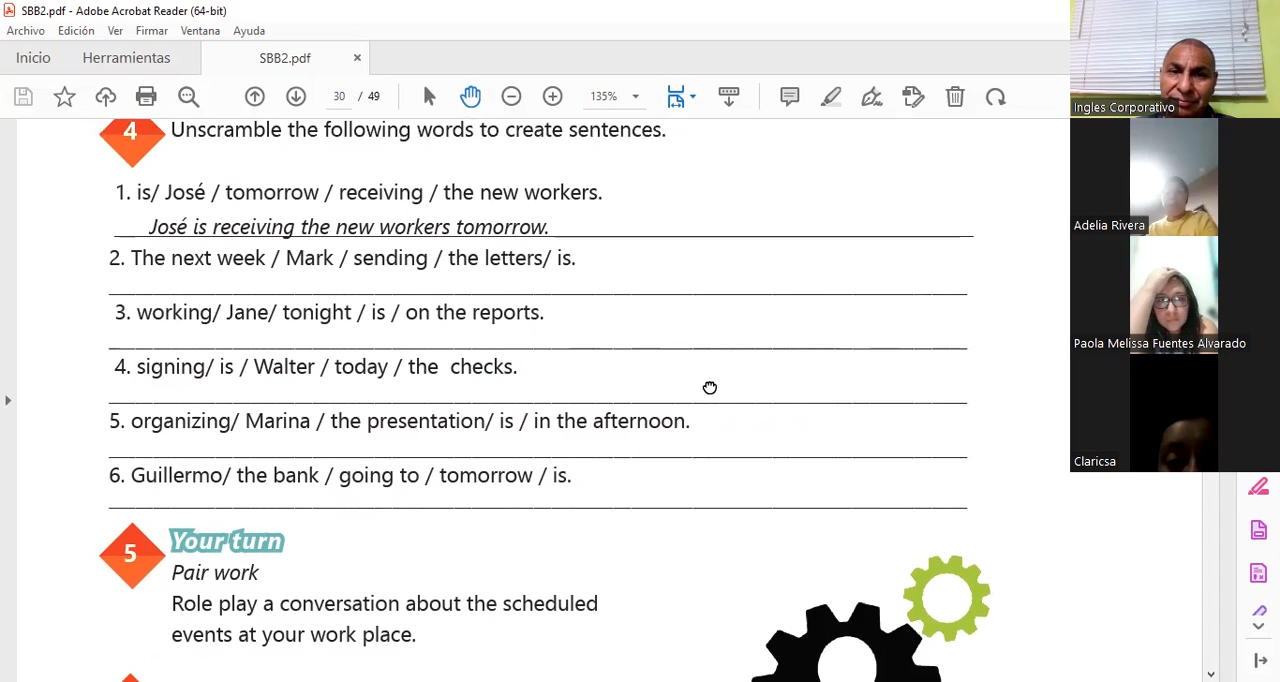 SBB2.pdf - Adobe Acrobat Reader (64-bit)
Archivo Edición Ver Firmar Ventana Ayuda
Inicio Herramientas SBB2.pdf ×
30 / 49 135%
4 Unscramble the following words to create sentences.
1. is/ José / tomorrow / receiving / the new workers.
José is receiving the new workers tomorrow.
2. The next week / Mark / sending / the letters/ is.
3. working/ Jane/ tonight / is / on the reports.
4. signing/ is / Walter / today / the checks.
5. organizing/ Marina / the presentation/ is / in the afternoon.
6. Guillermo/ the bank / going to / tomorrow / is.
5 Your turn
Pair work
Role play a conversation about the scheduled
events at your work place.
Ingles Corporativo
Adelia Rivera
Paola Melissa Fuentes Alvarado
Claricsa